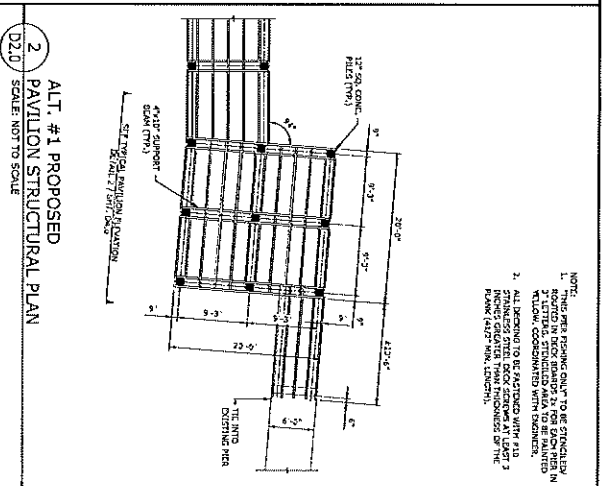 NOTE:
1. "THIS PIER FISHING ONLY" TO BE STENCILED/
ROUTED IN DECK BOARDS 2x FOR EACH PIER IN
LETTERS. STENCILED AREA TO BE PAINTED
YELLOW. COORDINATED WITH ENGINEER.
2. ALL DECKING TO BE FASTENED WITH #10
STAINLESS STEEL DECK SCREWS AT LEAST 3
INCHES GREATER THAN THICKNESS OF THE
PLANK (4 1/2" MIN. LENGTH).
12" SQ. CONC.
PILES (TYP.)
94°
4"x10" SUPPORT
BEAM (TYP.)
20'-0"
9"
9'-3"
9'-3"
9"
±23'-6"
6"
9'-3"
6'-0"
TIE INTO
EXISTING PIER
SEE TYPICAL PAVILION ELEVATION
2
D2.0
ALT. #1 PROPOSED
PAVILION STRUCTURAL PLAN
SCALE: NOT TO SCALE